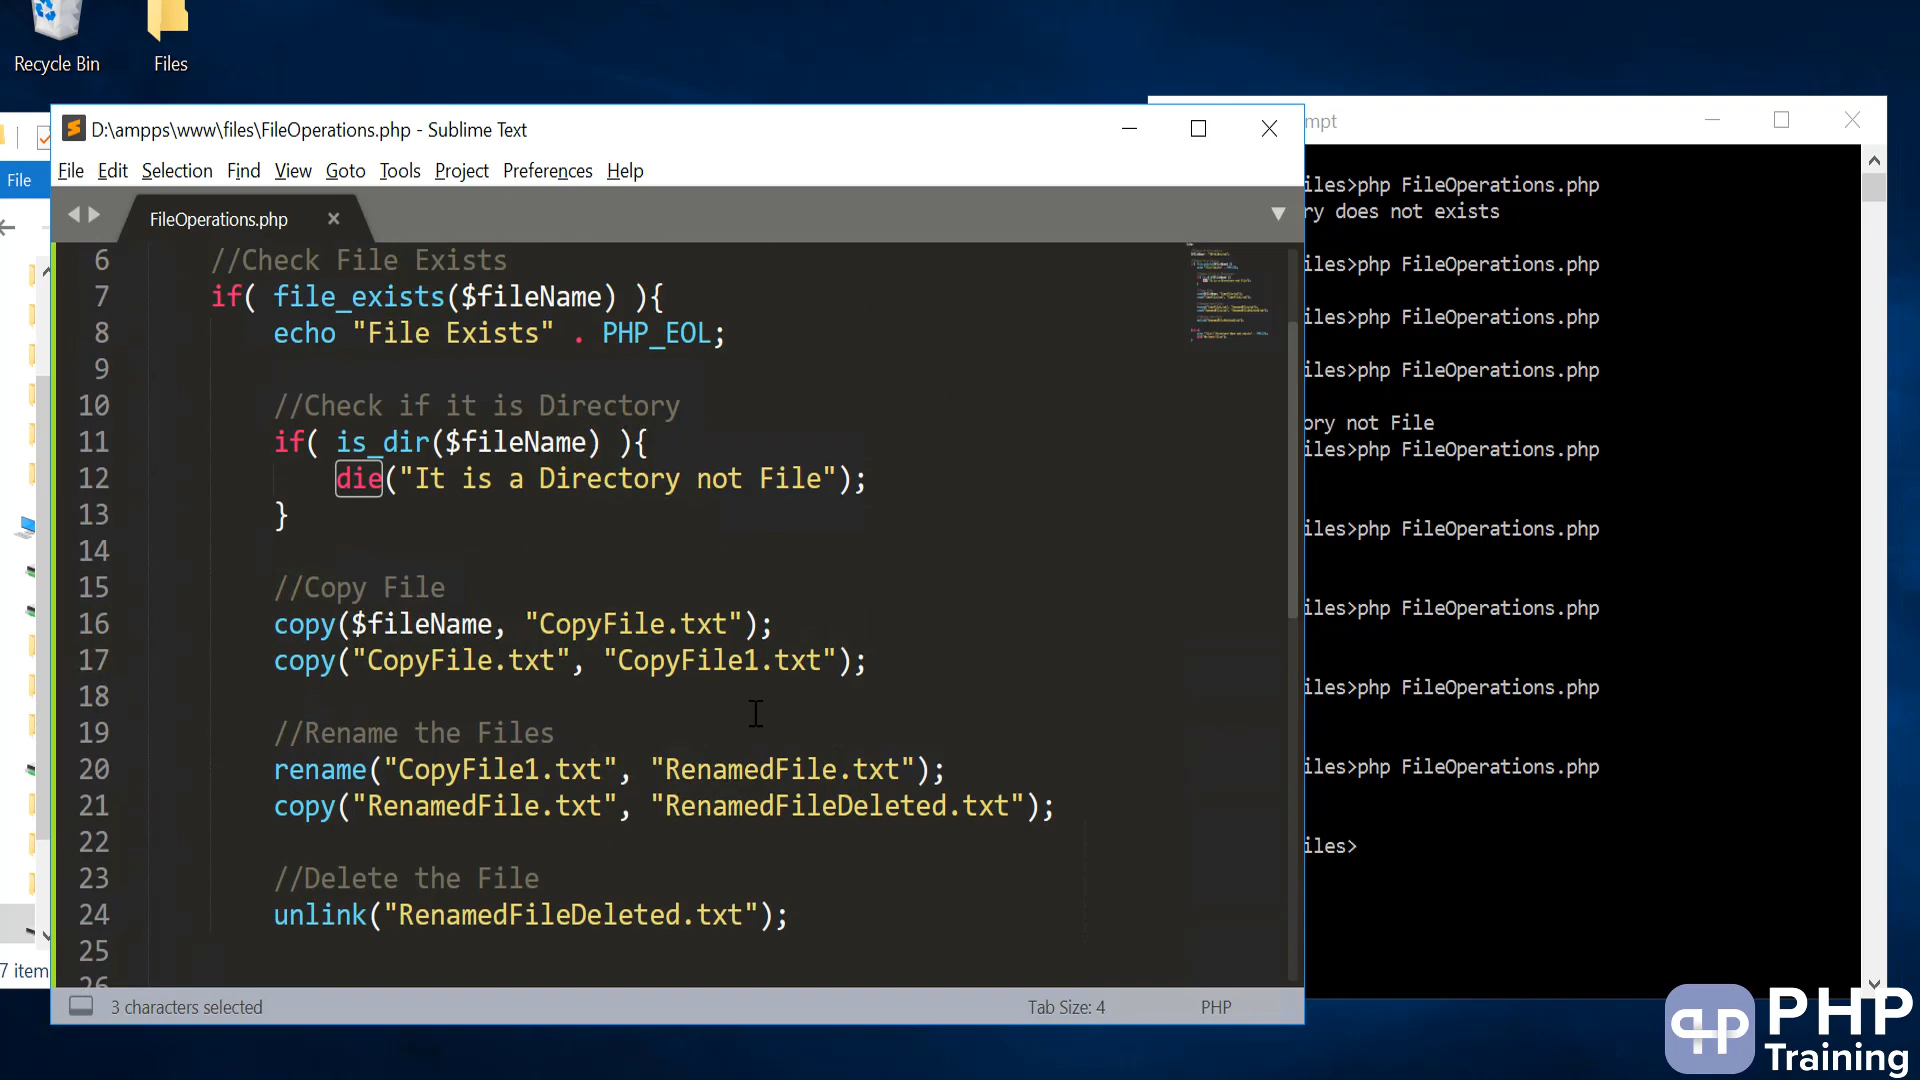 Recycle Bin
Files
D:\ampps\www\files\FileOperations.php - Sublime Text
File Edit Selection Find View Goto Tools Project Preferences Help
FileOperations.php
6 //Check File Exists
7 if( file_exists($fileName) ){
8 echo "File Exists" . PHP_EOL;
9
10 //Check if it is Directory
11 if( is_dir($fileName) ){
12 die("It is a Directory not File");
13 }
14
15 //Copy File
16 copy($fileName, "CopyFile.txt");
17 copy("CopyFile.txt", "CopyFile1.txt");
18
19 //Rename the Files
20 rename("CopyFile1.txt", "RenamedFile.txt");
21 copy("RenamedFile.txt", "RenamedFileDeleted.txt");
22
23 //Delete the File
24 unlink("RenamedFileDeleted.txt");
25
26
3 characters selected
Tab Size: 4
PHP
File
7 item
mpt
iles>php FileOperations.php
ry does not exists
iles>php FileOperations.php
iles>php FileOperations.php
iles>php FileOperations.php
ory not File
iles>php FileOperations.php
iles>php FileOperations.php
iles>php FileOperations.php
iles>php FileOperations.php
iles>php FileOperations.php
iles>
php
PHP
Training